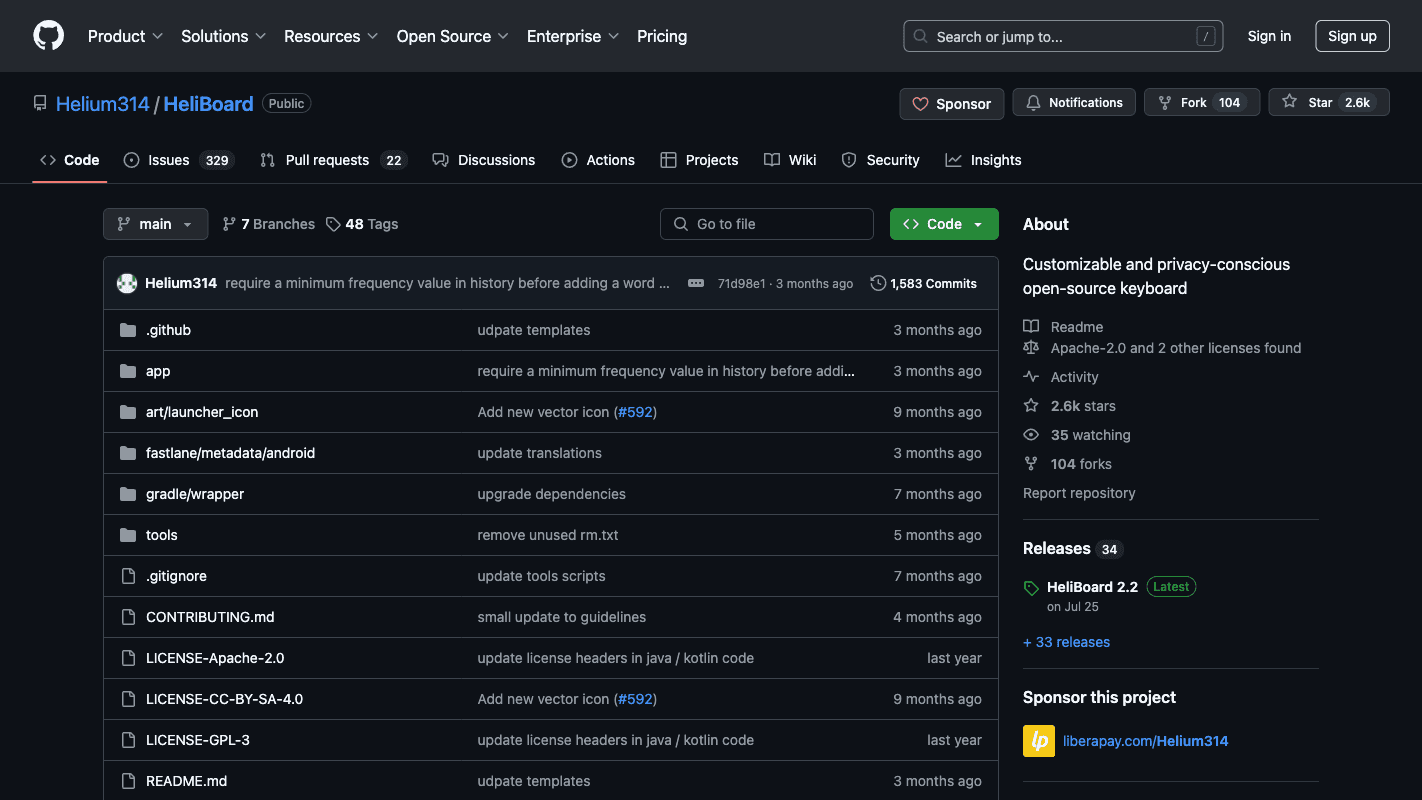 Product Solutions Resources Open Source Enterprise Pricing Search or jump to... / Sign in Sign up
Helium314 / HeliBoard Public Sponsor Notifications Fork 104 Star 2.6k
Code Issues 329 Pull requests 22 Discussions Actions Projects Wiki Security Insights
main 7 Branches 48 Tags Go to file Code
Helium314 require a minimum frequency value in history before adding a word ... 71d98e1 · 3 months ago 1,583 Commits
.github udpate templates 3 months ago
app require a minimum frequency value in history before addi... 3 months ago
art/launcher_icon Add new vector icon (#592) 9 months ago
fastlane/metadata/android update translations 3 months ago
gradle/wrapper upgrade dependencies 7 months ago
tools remove unused rm.txt 5 months ago
.gitignore update tools scripts 7 months ago
CONTRIBUTING.md small update to guidelines 4 months ago
LICENSE-Apache-2.0 update license headers in java / kotlin code last year
LICENSE-CC-BY-SA-4.0 Add new vector icon (#592) 9 months ago
LICENSE-GPL-3 update license headers in java / kotlin code last year
README.md udpate templates 3 months ago
About
Customizable and privacy-conscious
open-source keyboard
Readme
Apache-2.0 and 2 other licenses found
Activity
2.6k stars
35 watching
104 forks
Report repository
Releases 34
HeliBoard 2.2 Latest
on Jul 25
+ 33 releases
Sponsor this project
lp liberapay.com/Helium314